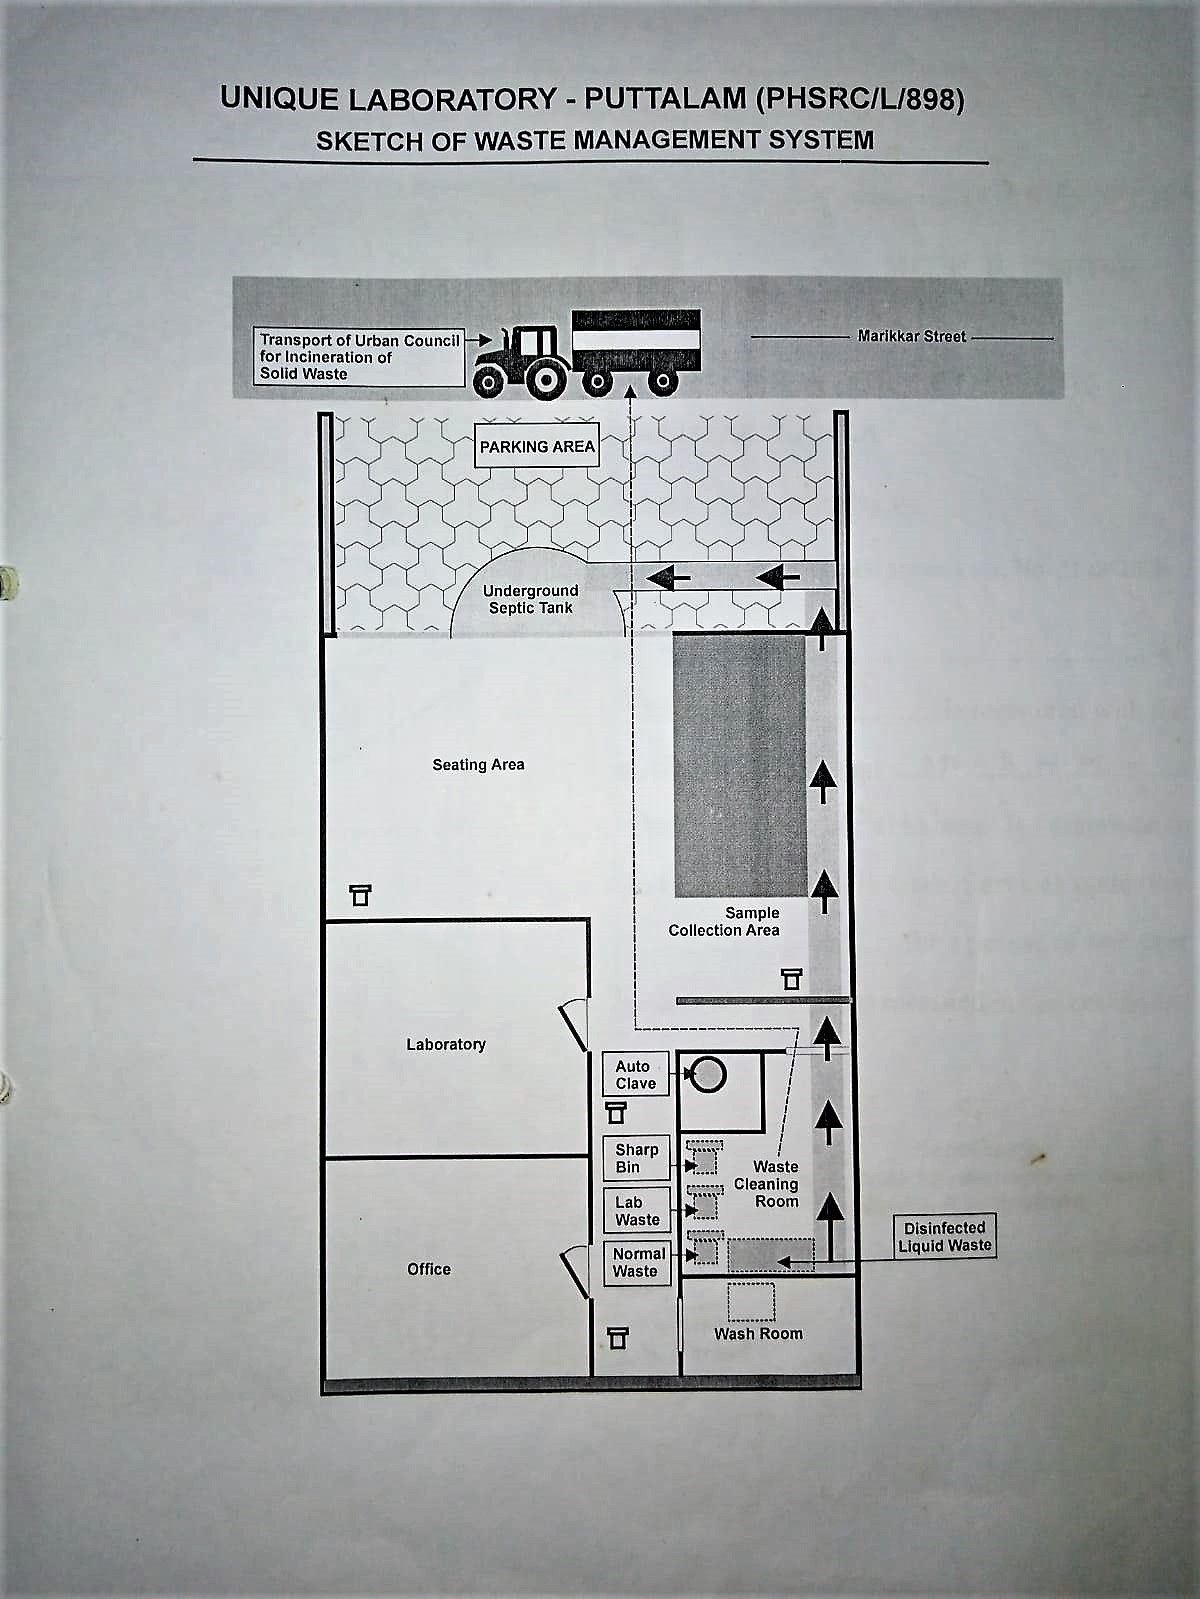 UNIQUE LABORATORY - PUTTALAM (PHSRC/L/898)
SKETCH OF WASTE MANAGEMENT SYSTEM
Transport of Urban Council
for Incineration of
Solid Waste
Marikkar Street
PARKING AREA
Underground
Septic Tank
Seating Area
Sample
Collection Area
Laboratory
Auto
Clave
Sharp
Bin
Waste
Cleaning
Room
Lab
Waste
Disinfected
Liquid Waste
Normal
Waste
Office
Wash Room